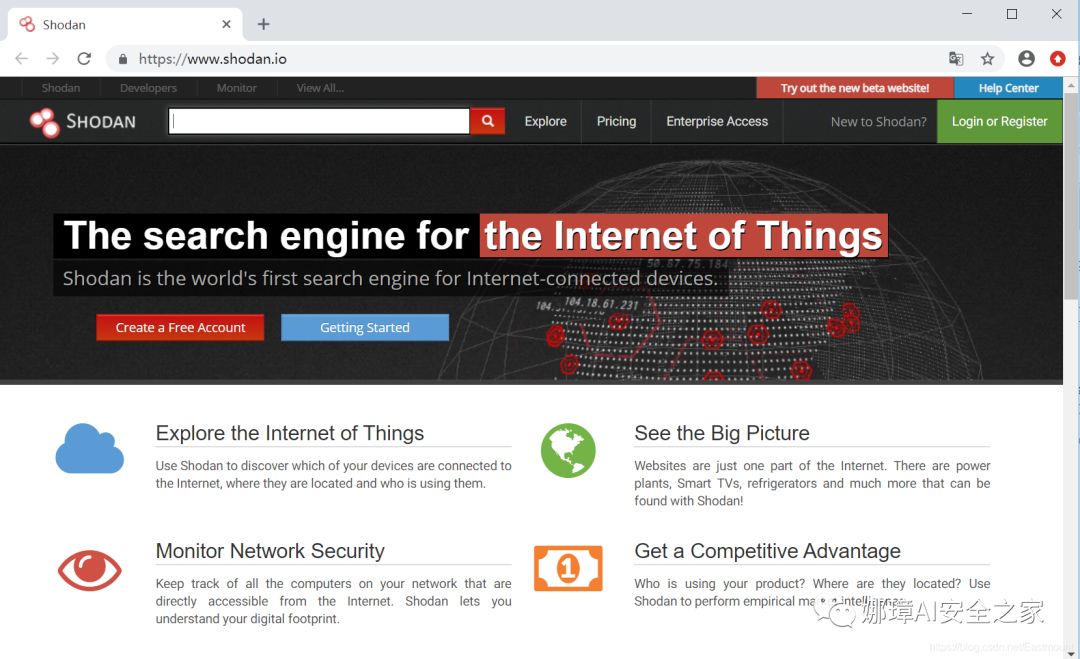 Shodan
https://www.shodan.io
Shodan Developers Monitor View All...
Try out the new beta website! Help Center
SHODAN Explore Pricing Enterprise Access New to Shodan? Login or Register
The search engine for the Internet of Things
50.87.75.184
Shodan is the world's first search engine for Internet-connected devices.
104. 104.18.61.231
Create a Free Account Getting Started
Explore the Internet of Things
Use Shodan to discover which of your devices are connected to
the Internet, where they are located and who is using them.
See the Big Picture
Websites are just one part of the Internet. There are power
plants, Smart TVs, refrigerators and much more that can be
found with Shodan!
Monitor Network Security
Keep track of all the computers on your network that are
directly accessible from the Internet. Shodan lets you
understand your digital footprint.
Get a Competitive Advantage
Who is using your product? Where are they located? Use
Shodan to perform empirical market intelligence.
娜璋AI安全之家
https://blog.csdn.net/Eastmount